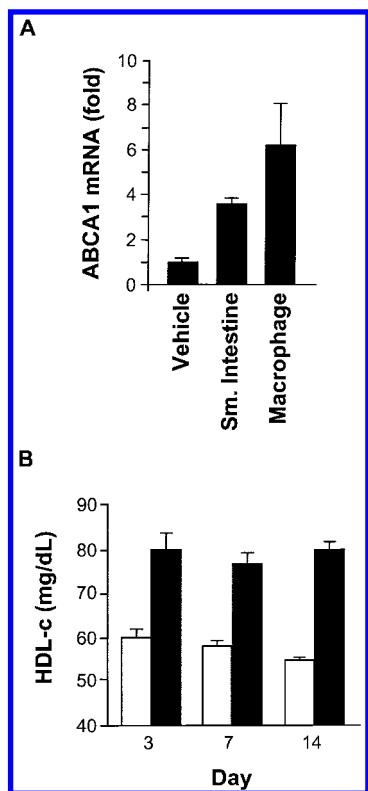 A
10
8
6
4
2
0
ABCA1 mRNA (fold)
Vehicle
Sm. Intestine
Macrophage
B
90
80
70
60
50
40
HDL-c (mg/dL)
3 7 14
Day